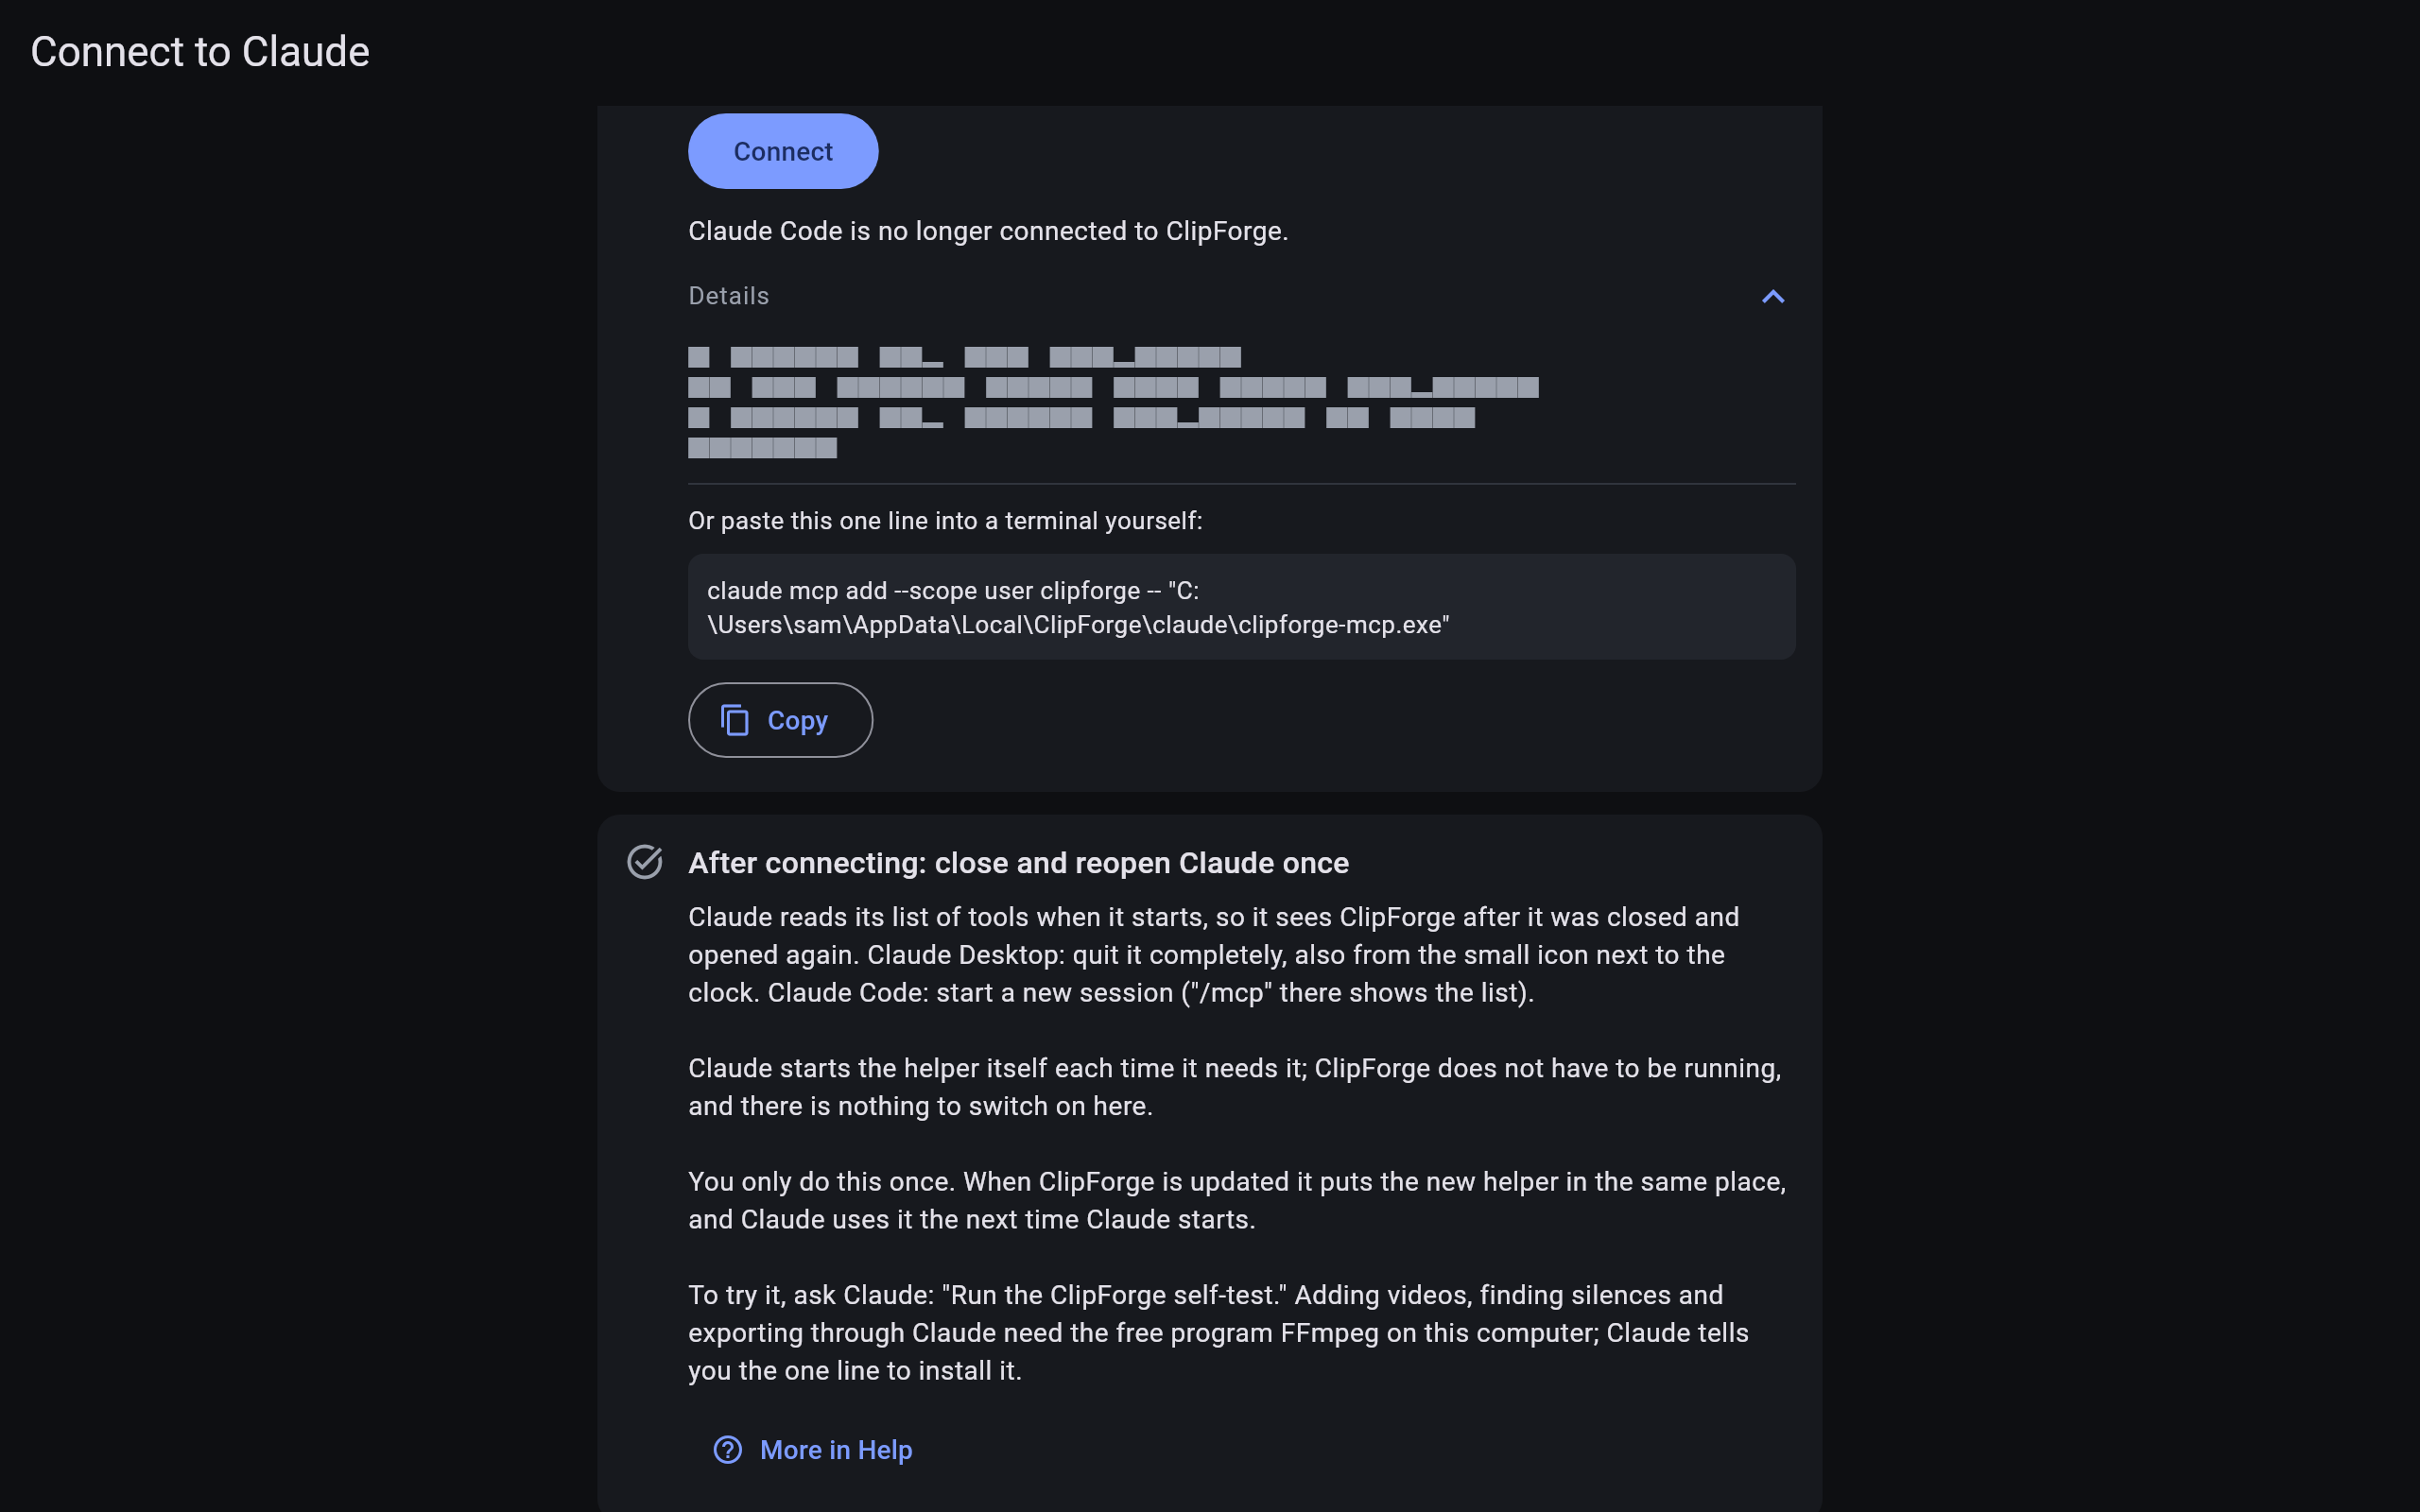 Connect to Claude
Connect
Claude Code is no longer connected to ClipForge.
Details
Or paste this one line into a terminal yourself:
claude mcp add --scope user clipforge -- "C:
\Users\sam\AppData\Local\ClipForge\claude\clipforge-mcp.exe"
Copy
After connecting: close and reopen Claude once
Claude reads its list of tools when it starts, so it sees ClipForge after it was closed and
opened again. Claude Desktop: quit it completely, also from the small icon next to the
clock. Claude Code: start a new session ("/mcp" there shows the list).
Claude starts the helper itself each time it needs it; ClipForge does not have to be running,
and there is nothing to switch on here.
You only do this once. When ClipForge is updated it puts the new helper in the same place,
and Claude uses it the next time Claude starts.
To try it, ask Claude: "Run the ClipForge self-test." Adding videos, finding silences and
exporting through Claude need the free program FFmpeg on this computer; Claude tells
you the one line to install it.
More in Help